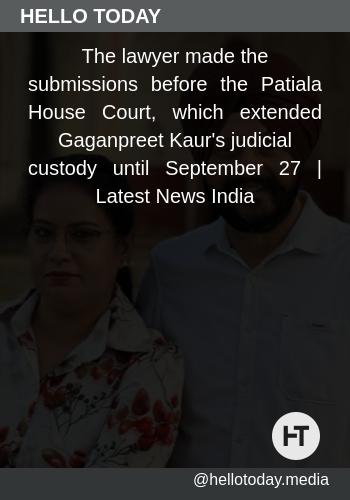 HELLO TODAY
The lawyer made the
submissions before the Patiala
House Court, which extended
Gaganpreet Kaur's judicial
custody until September 27 |
Latest News India
HT
@hellotoday.media